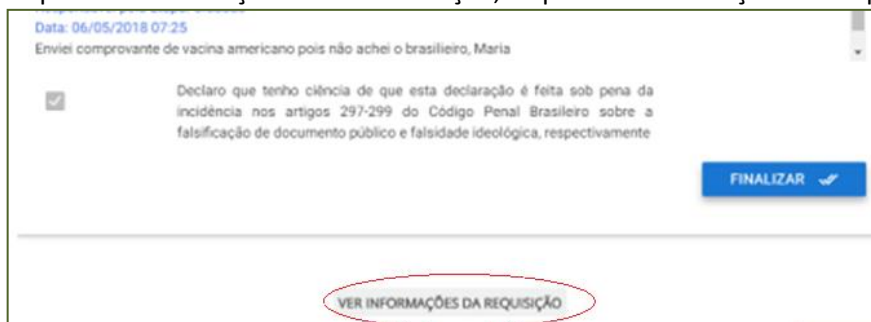 Data: 06/05/2018 07:25
Enviei comprovante de vacina americano pois não achei o brasilieiro, Maria
Declaro que tenho ciência de que esta declaração é feita sob pena da
incidência nos artigos 297-299 do Código Penal Brasileiro sobre a
falsificação de documento público e falsidade ideológica, respectivamente
FINALIZAR
VER INFORMAÇÕES DA REQUISIÇÃO